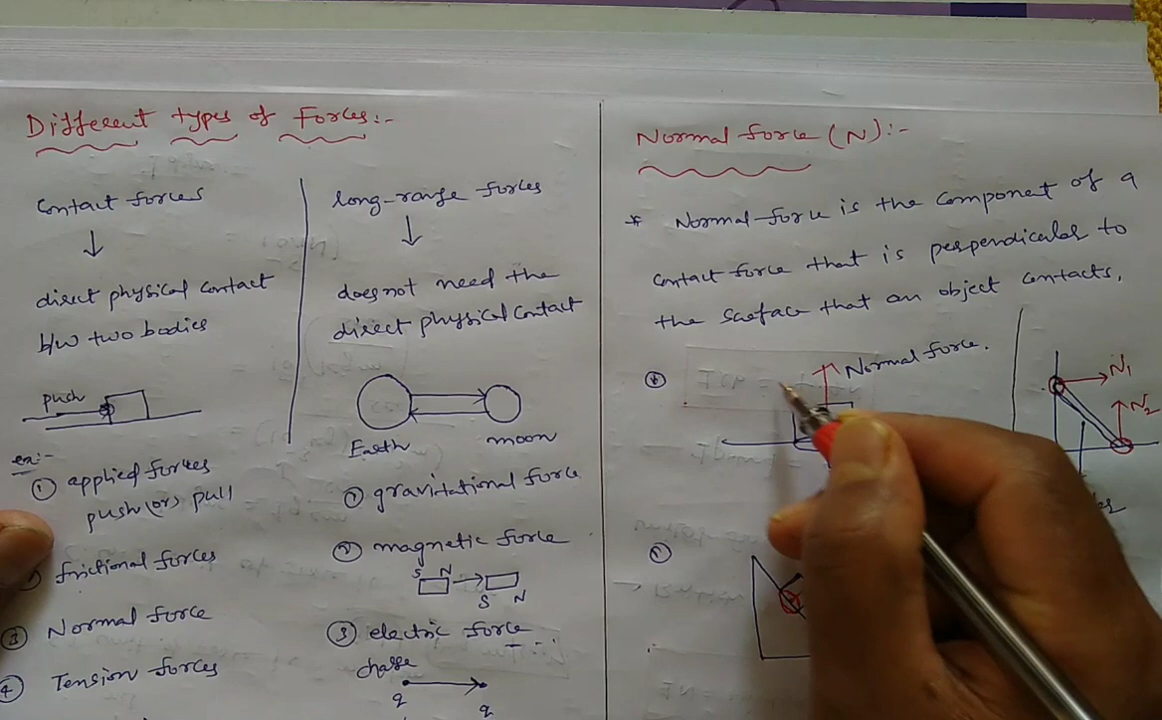 Different types of Forces:-
Contact forces
↓
direct physical contact
b/w two bodies
push
ex:-
① applied forces
push (or) pull
frictional forces
③ Normal force
④ Tension forces
long-range forces
↓
does not need the
direct physical contact
Earth
moon
① gravitational force
② magnetic force
S N
S N
③ electric force
charge
q
q
Normal force (N):-
* Normal force is the component of a
contact force that is perpendicular to
the surface that an object contacts.
Normal force.
N₁
N₂